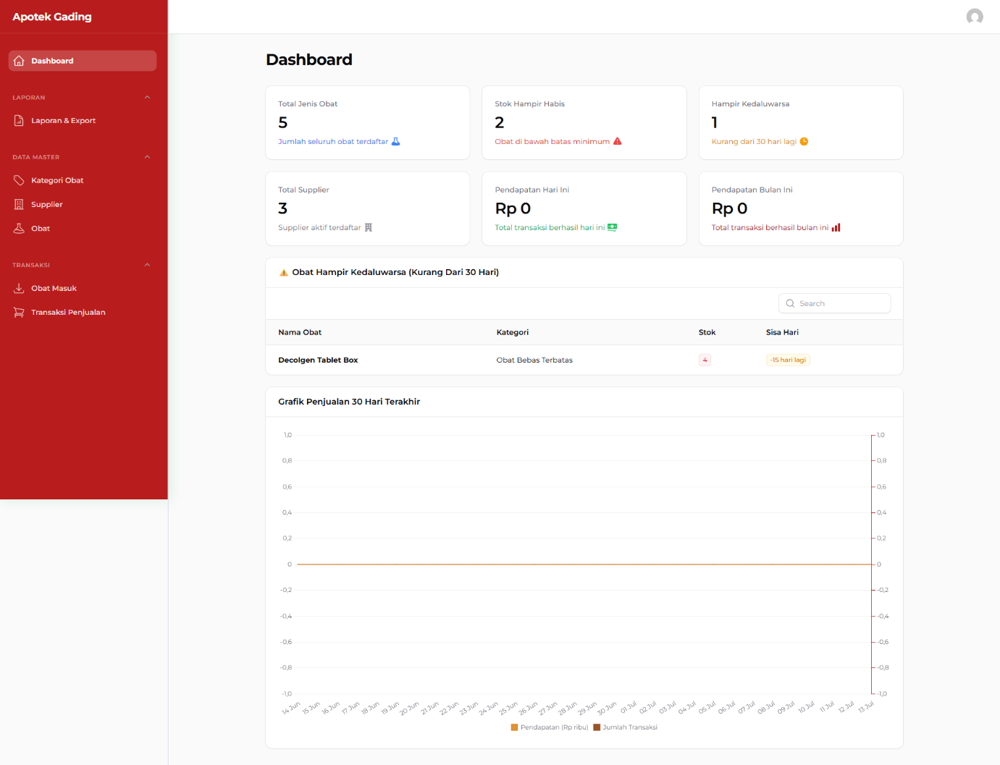 Apotek Gading
Dashboard
LAPORAN
Laporan & Export
DATA MASTER
Kategori Obat
Supplier
Obat
TRANSAKSI
Obat Masuk
Transaksi Penjualan
Dashboard
Total Jenis Obat
5
Jumlah seluruh obat terdaftar
Stok Hampir Habis
2
Obat di bawah batas minimum
Hampir Kedaluwarsa
1
Kurang dari 30 hari lagi
Total Supplier
3
Supplier aktif terdaftar
Pendapatan Hari Ini
Rp 0
Total transaksi berhasil hari ini
Pendapatan Bulan Ini
Rp 0
Total transaksi berhasil bulan ini
Obat Hampir Kedaluwarsa (Kurang Dari 30 Hari)
Search
Nama Obat Kategori Stok Sisa Hari
Decolgen Tablet Box Obat Bebas Terbatas 4 -15 hari lagi
Grafik Penjualan 30 Hari Terakhir
1,0 1,0
0,8 0,8
0,6 0,6
0,4 0,4
0,2 0,2
0 0
-0,2 -0,2
-0,4 -0,4
-0,6 -0,6
-0,8 -0,8
-1,0 -1,0
14 Jun 15 Jun 16 Jun 17 Jun 18 Jun 19 Jun 20 Jun 21 Jun 22 Jun 23 Jun 24 Jun 25 Jun 26 Jun 27 Jun 28 Jun 29 Jun 30 Jun 01 Jul 02 Jul 03 Jul 04 Jul 05 Jul 06 Jul 07 Jul 08 Jul 09 Jul 10 Jul 11 Jul 12 Jul 13 Jul
Pendapatan (Rp ribu) Jumlah Transaksi